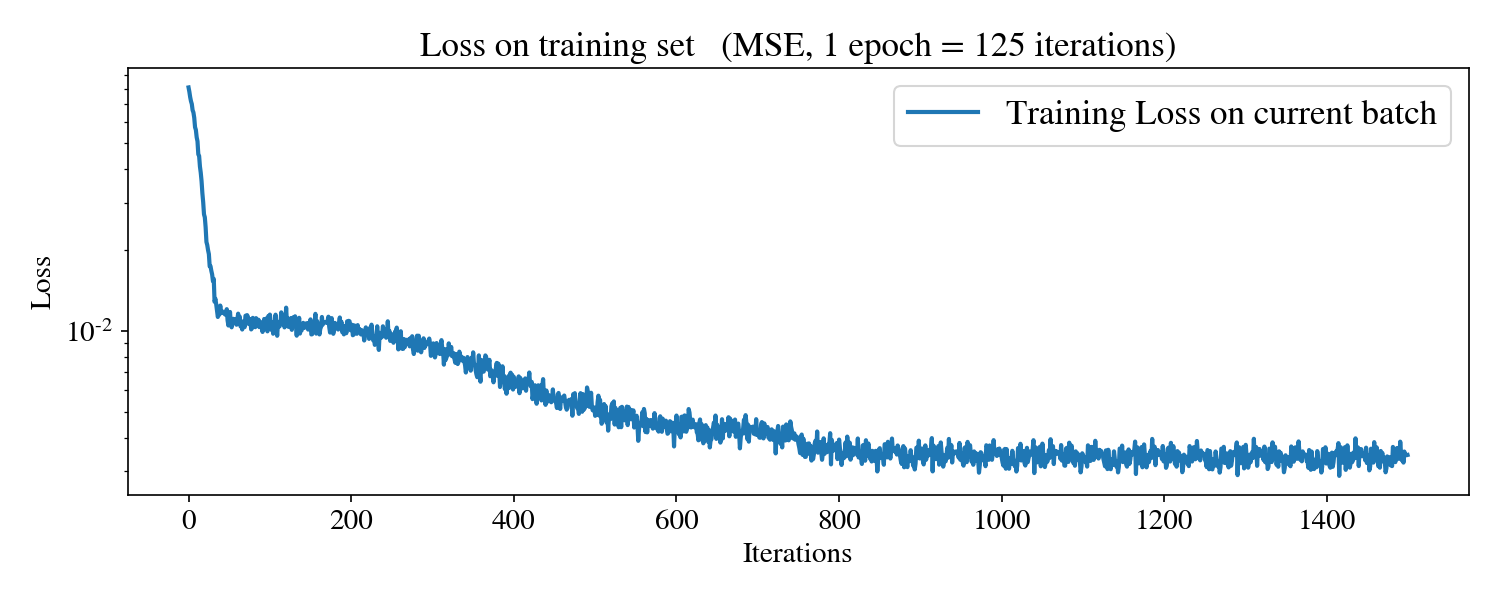 Loss on training set   (MSE, 1 epoch = 125 iterations)
Training Loss on current batch
Loss
10-2
0 200 400 600 800 1000 1200 1400
Iterations